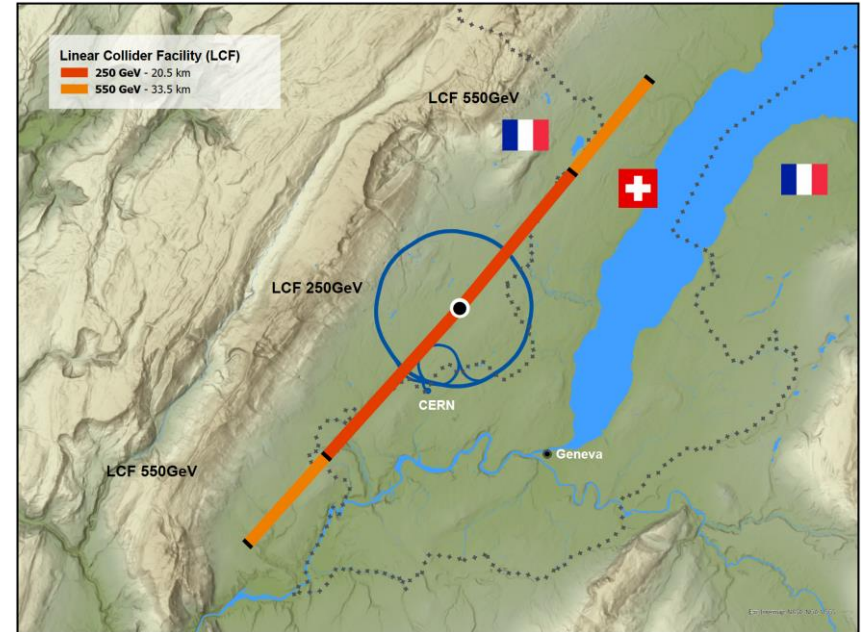 Linear Collider Facility (LCF)
250 GeV - 20.5 km
550 GeV - 33.5 km
LCF 550GeV
LCF 250GeV
CERN
Geneva
LCF 550GeV